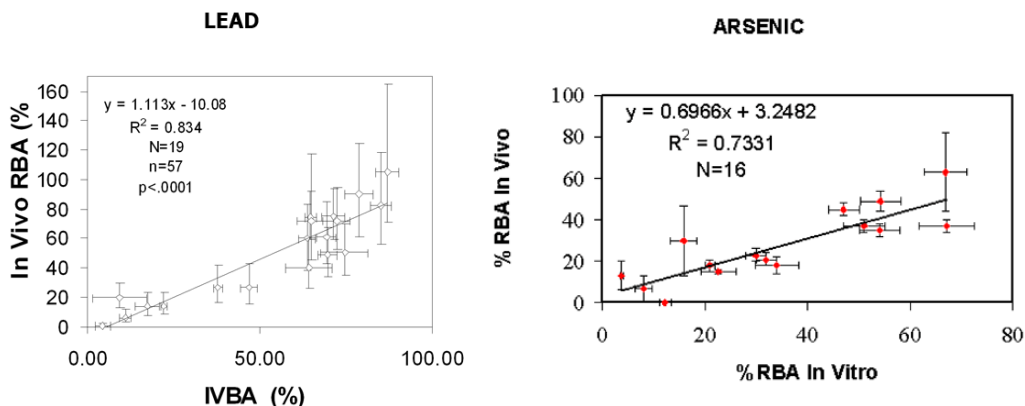 LEAD
In Vivo RBA (%
160
140
120
100
80
60
40
20
0
y = 1.113x - 10.08
R² = 0.834
N=19
n=57
p<.0001
0.00 50.00 100.00
IVBA (%)
ARSENIC
% RBA In Vivo
100
80
60
40
20
0
y = 0.6966x + 3.2482
R² = 0.7331
N=16
0 20 40 60 80
% RBA In Vitro